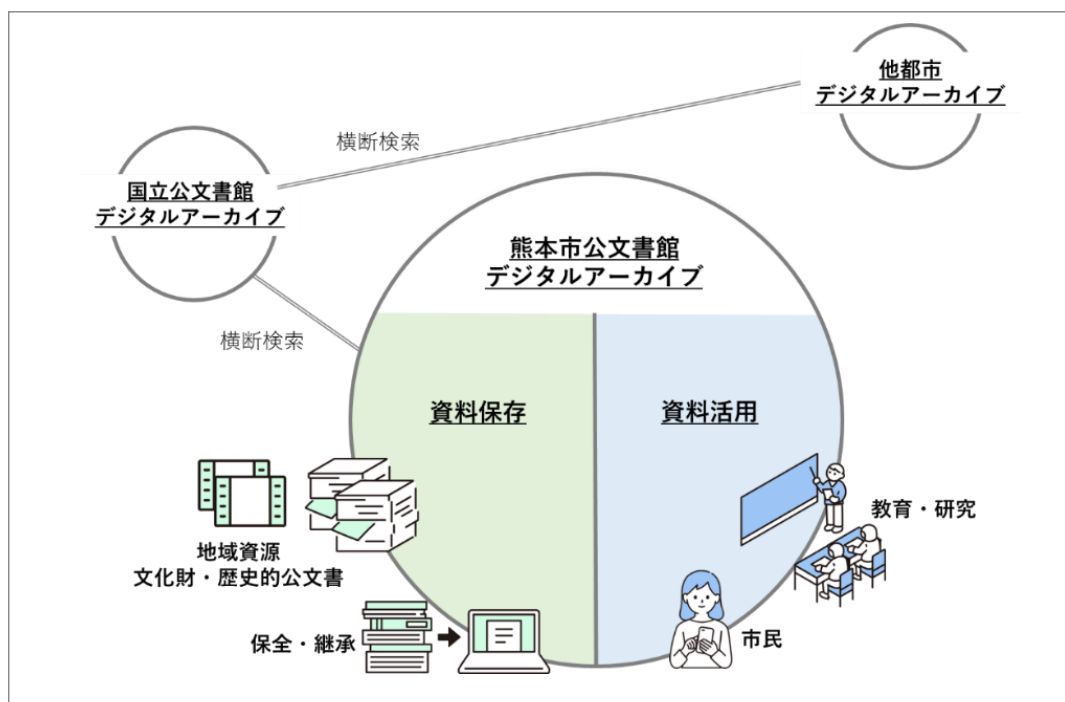 他都市
デジタルアーカイブ
横断検索
国立公文書館
デジタルアーカイブ
熊本市公文書館
デジタルアーカイブ
横断検索
資料保存
資料活用
教育・研究
地域資源
文化財・歴史的公文書
保全・継承
市民